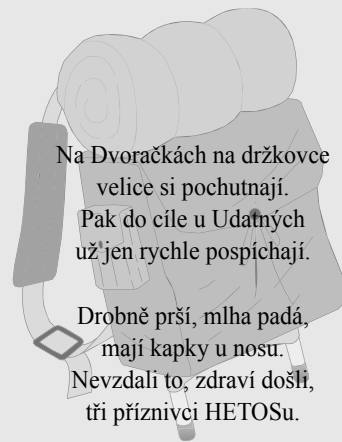 Na Dvoračkách na držkovce
velice si pochutnají.
Pak do cíle u Udatných
už jen rychle pospíchají.

Drobně prší, mlha padá,
mají kapky u nosu.
Nevzdali to, zdraví došli,
tři příznivci HETOSu.